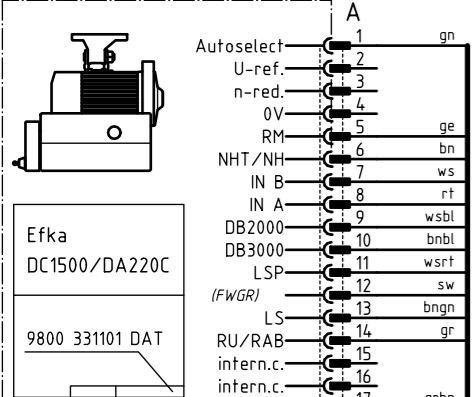 A
Autoselect 1 gn
U-ref. 2
n-red. 3
0V 4
RM 5 ge
NHT/NH 6 bn
IN B 7 ws
IN A 8 rt
DB2000 9 wsbl
DB3000 10 bnbl
LSP 11 wsrt
(FWGR) 12 sw
LS 13 bngn
RU/RAB 14 gr
intern.c. 15
intern.c. 16
17
Efka
DC1500/DA220C
9800 331101 DAT